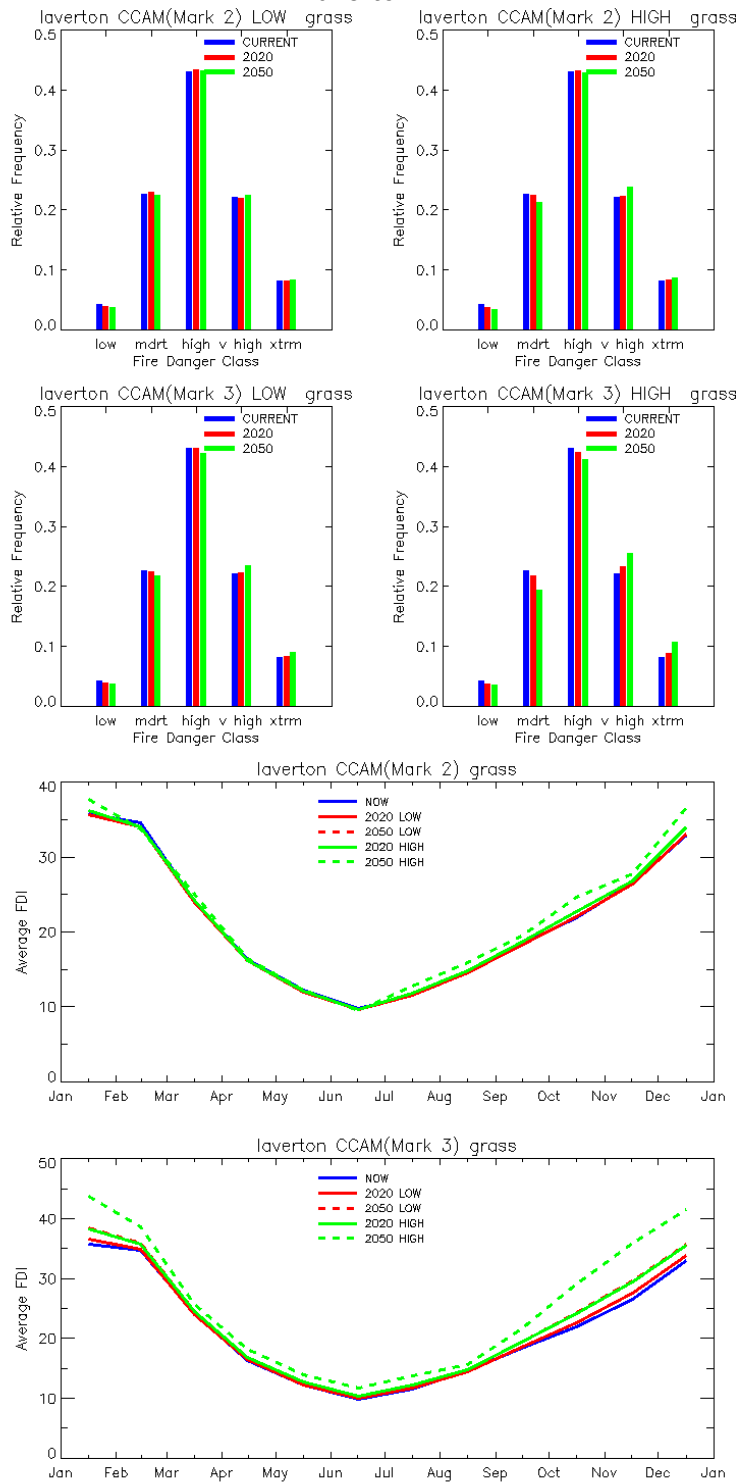 laverton CCAM(Mark 2) LOW grass
0.5
0.4
0.3
0.2
0.1
0.0
Relative Frequency
CURRENT
2020
2050
low mdrt high v high xtrm
Fire Danger Class
laverton CCAM(Mark 2) HIGH grass
0.5
0.4
0.3
0.2
0.1
0.0
Relative Frequency
CURRENT
2020
2050
low mdrt high v high xtrm
Fire Danger Class
laverton CCAM(Mark 3) LOW grass
0.5
0.4
0.3
0.2
0.1
0.0
Relative Frequency
CURRENT
2020
2050
low mdrt high v high xtrm
Fire Danger Class
laverton CCAM(Mark 3) HIGH grass
0.5
0.4
0.3
0.2
0.1
0.0
Relative Frequency
CURRENT
2020
2050
low mdrt high v high xtrm
Fire Danger Class
laverton CCAM(Mark 2) grass
40
30
20
10
0
Average FDI
NOW
2020 LOW
2050 LOW
2020 HIGH
2050 HIGH
Jan Feb Mar Apr May Jun Jul Aug Sep Oct Nov Dec Jan
laverton CCAM(Mark 3) grass
50
40
30
20
10
0
Average FDI
NOW
2020 LOW
2050 LOW
2020 HIGH
2050 HIGH
Jan Feb Mar Apr May Jun Jul Aug Sep Oct Nov Dec Jan